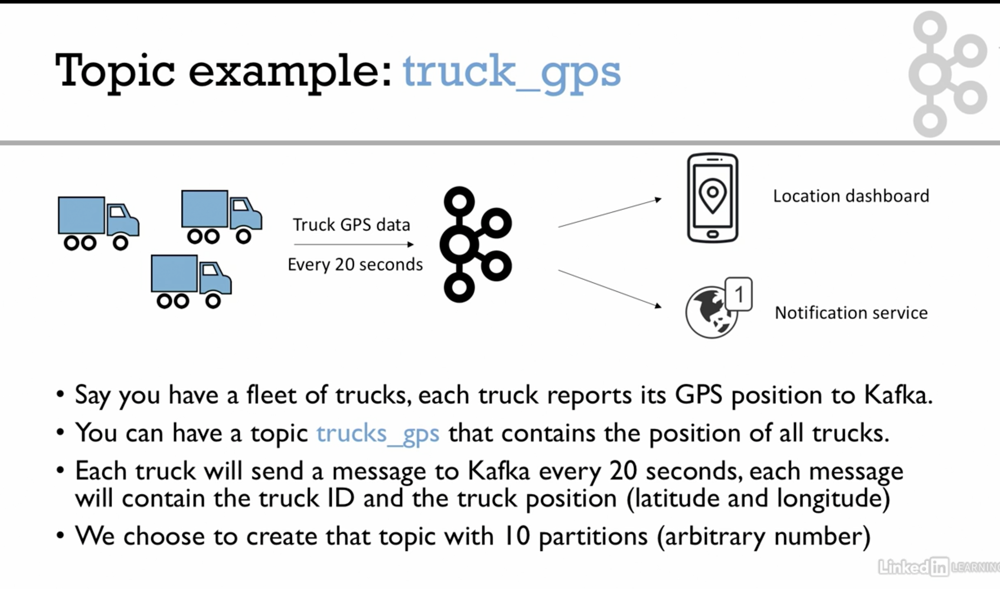 Topic example: truck_gps
Truck GPS data
Every 20 seconds
Location dashboard
1
Notification service
• Say you have a fleet of trucks, each truck reports its GPS position to Kafka.
• You can have a topic trucks_gps that contains the position of all trucks.
• Each truck will send a message to Kafka every 20 seconds, each message
will contain the truck ID and the truck position (latitude and longitude)
• We choose to create that topic with 10 partitions (arbitrary number)
Linked in LEARNING